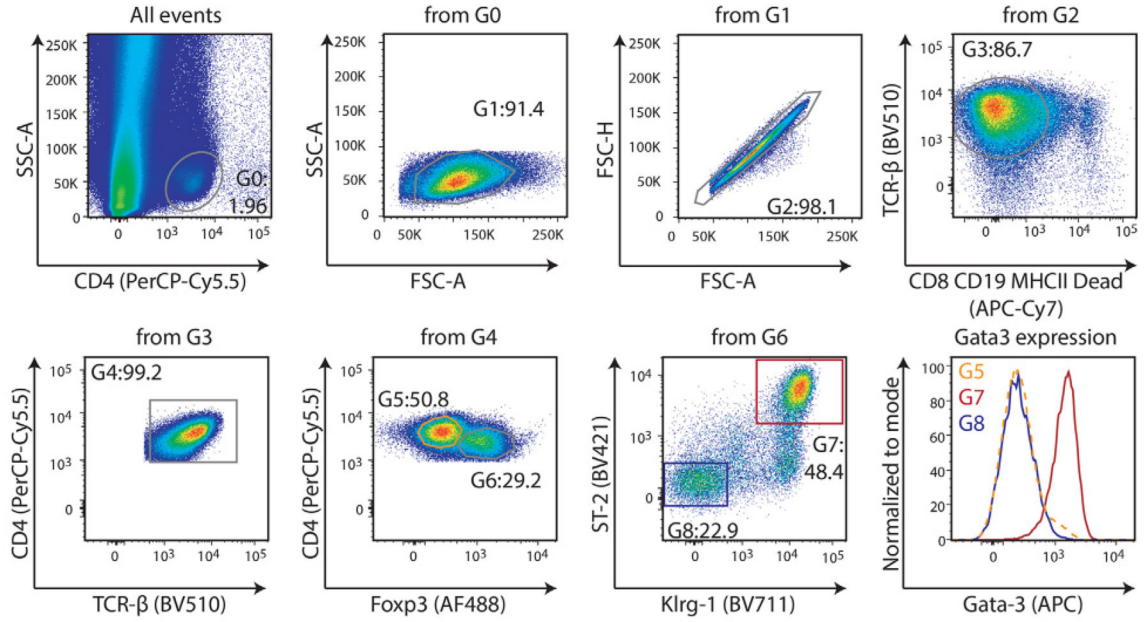 All events
250K
200K
150K
100K
50K
0
SSC-A
G0:
1.96
0
10³
10⁴
10⁵
CD4 (PerCP-Cy5.5)
from G0
250K
200K
150K
100K
50K
0
SSC-A
G1:91.4
0
50K
150K
250K
FSC-A
from G1
250K
200K
150K
100K
50K
0
FSC-H
G2:98.1
50K
150K
250K
FSC-A
from G2
10⁵
10⁴
10³
0
TCR-β (BV510)
G3:86.7
0
10³
10⁴
10⁵
CD8 CD19 MHCII Dead
(APC-Cy7)
from G3
10⁵
10⁴
10³
0
CD4 (PerCP-Cy5.5)
G4:99.2
0
10³
10⁴
10⁵
TCR-β (BV510)
from G4
10⁵
10⁴
10³
0
CD4 (PerCP-Cy5.5)
G5:50.8
G6:29.2
0
10³
10⁴
Foxp3 (AF488)
from G6
10⁴
10³
0
ST-2 (BV421)
G7:
48.4
G8:22.9
0
10³
10⁴
10⁵
Klrg-1 (BV711)
Gata3 expression
100
80
60
40
20
0
Normalized to mode
G5
G7
G8
0
10³
10⁴
Gata-3 (APC)